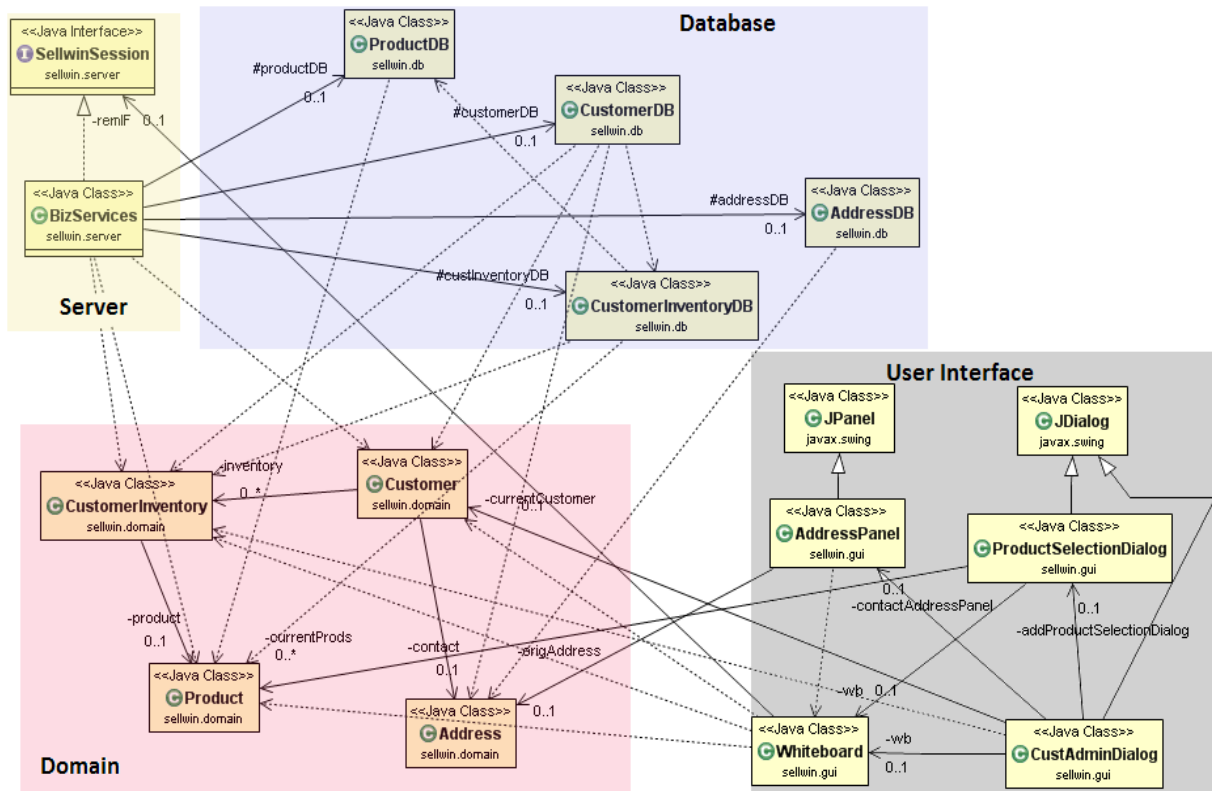 Database
<<Java Interface>>
SellwinSession
sellwin.server
-remIF 0..1
<<Java Class>>
BizServices
sellwin.server
Server
<<Java Class>>
ProductDB
sellwin.db
#productDB
0..1
<<Java Class>>
CustomerDB
sellwin.db
#customerDB
0..1
<<Java Class>>
AddressDB
sellwin.db
#addressDB
0..1
<<Java Class>>
CustomerInventoryDB
sellwin.db
#custInventoryDB
0..1
User Interface
<<Java Class>>
JPanel
javax.swing
<<Java Class>>
JDialog
javax.swing
<<Java Class>>
AddressPanel
sellwin.gui
<<Java Class>>
ProductSelectionDialog
sellwin.gui
0..1
-contactAddressPanel
0..1
-addProductSelectionDialog
-wb 0..1
<<Java Class>>
Whiteboard
sellwin.gui
-wb
0..1
<<Java Class>>
CustAdminDialog
sellwin.gui
<<Java Class>>
CustomerInventory
sellwin.domain
-inventory
0..*
<<Java Class>>
Customer
sellwin.domain
-currentCustomer
0..1
-product
0..1
-currentProds
0..*
-contact
0..1
-origAddress
0..1
<<Java Class>>
Product
sellwin.domain
<<Java Class>>
Address
sellwin.domain
Domain